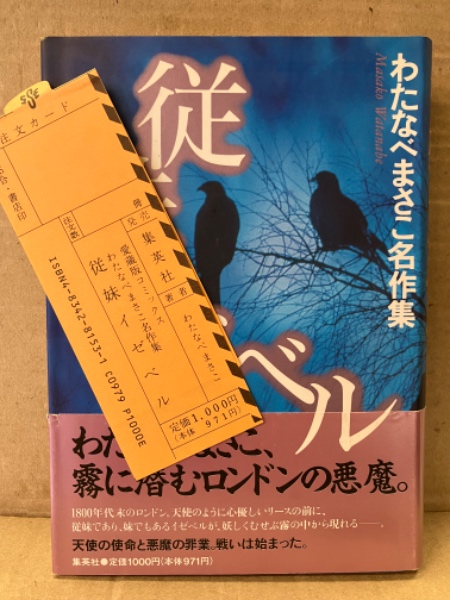 わたなべまさこ名作集
Masako Watanabe
従
ベル
注文カード
書店印
注文数
発売
集英社
愛蔵版コミックス
わたなべまさこ名作集
従妹イゼベル
著者
わたなべまさこ
定価1,000円
(本体971円)
ISBN4-8342-8153-1 C0979 P1000E
わた まさこ、
霧に潜むロンドンの悪魔。
1800年代末のロンドン。天使のように心優しいリースの前に、
従妹であり、妹でもあるイゼベルが、妖しくむせぶ霧の中から現れる――。
天使の使命と悪魔の罪業。戦いは始まった。
集英社●定価1000円(本体971円)